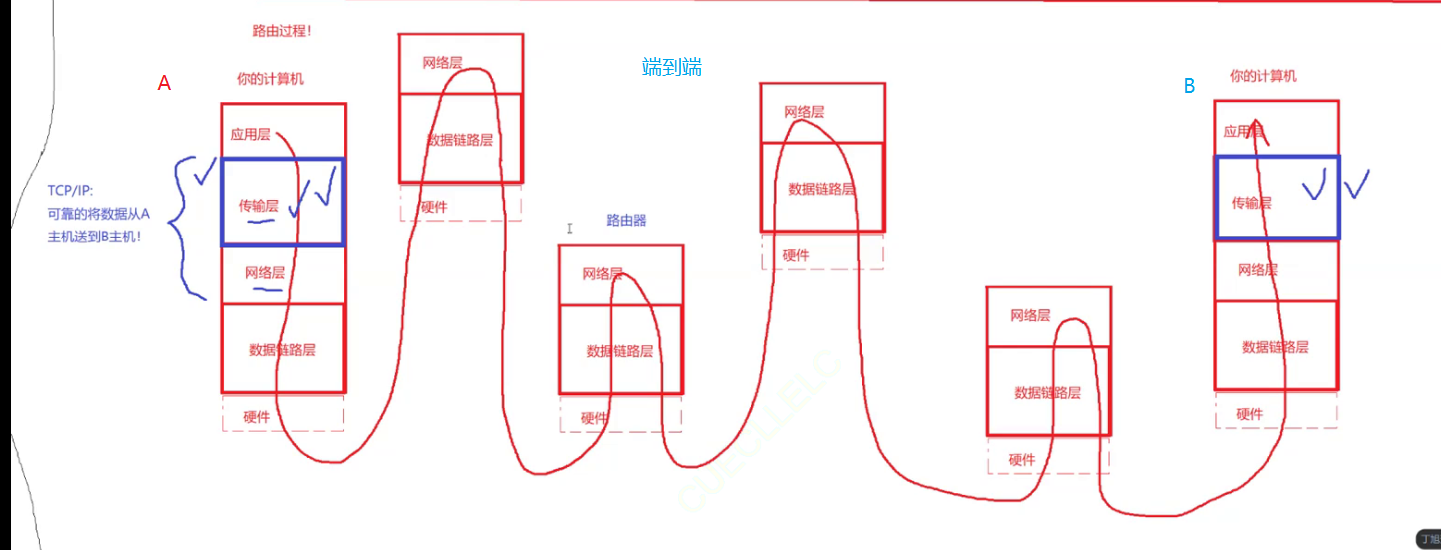 路由过程!
A
你的计算机
应用层
传输层
网络层
数据链路层
硬件
TCP/IP:
可靠的将数据从A
主机送到B主机!
网络层
数据链路层
硬件
端到端
路由器
网络层
数据链路层
硬件
网络层
数据链路层
硬件
网络层
数据链路层
硬件
B
你的计算机
应用层
传输层
网络层
数据链路层
硬件